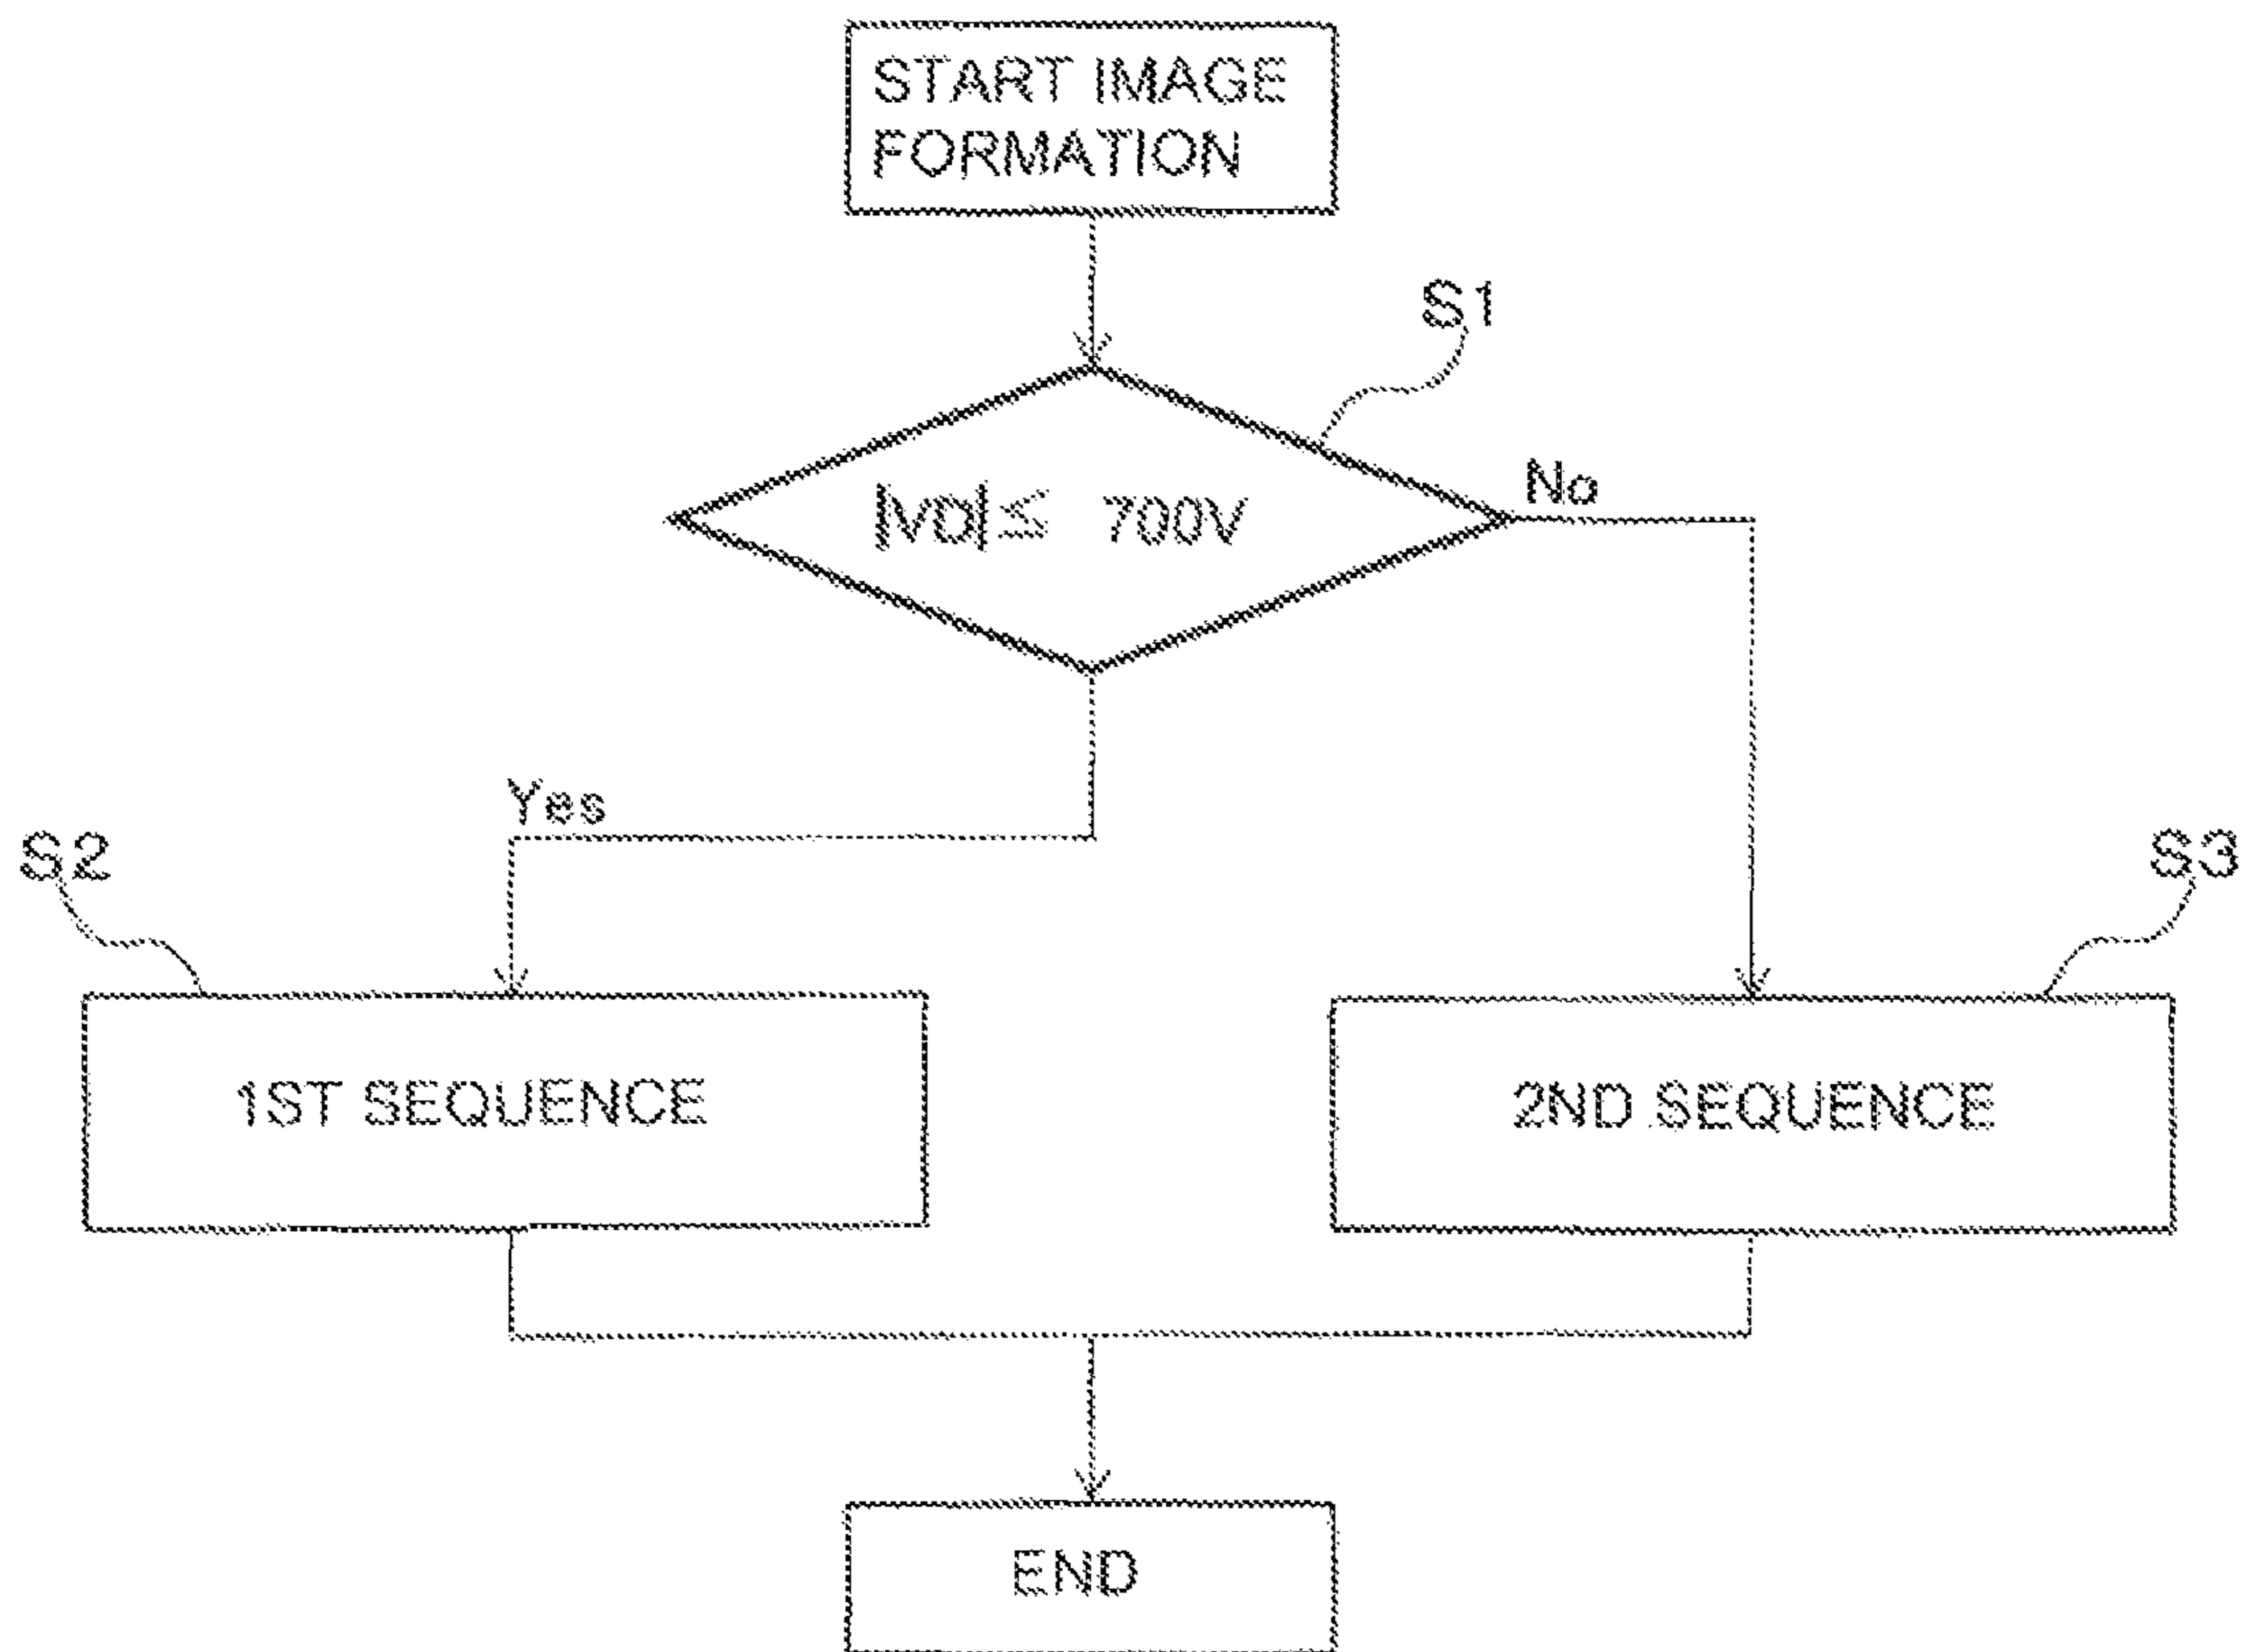 START IMAGE
FORMATION
S1
|VD| ≤ 700V
No
Yes
S2
S3
1ST SEQUENCE
2ND SEQUENCE
END